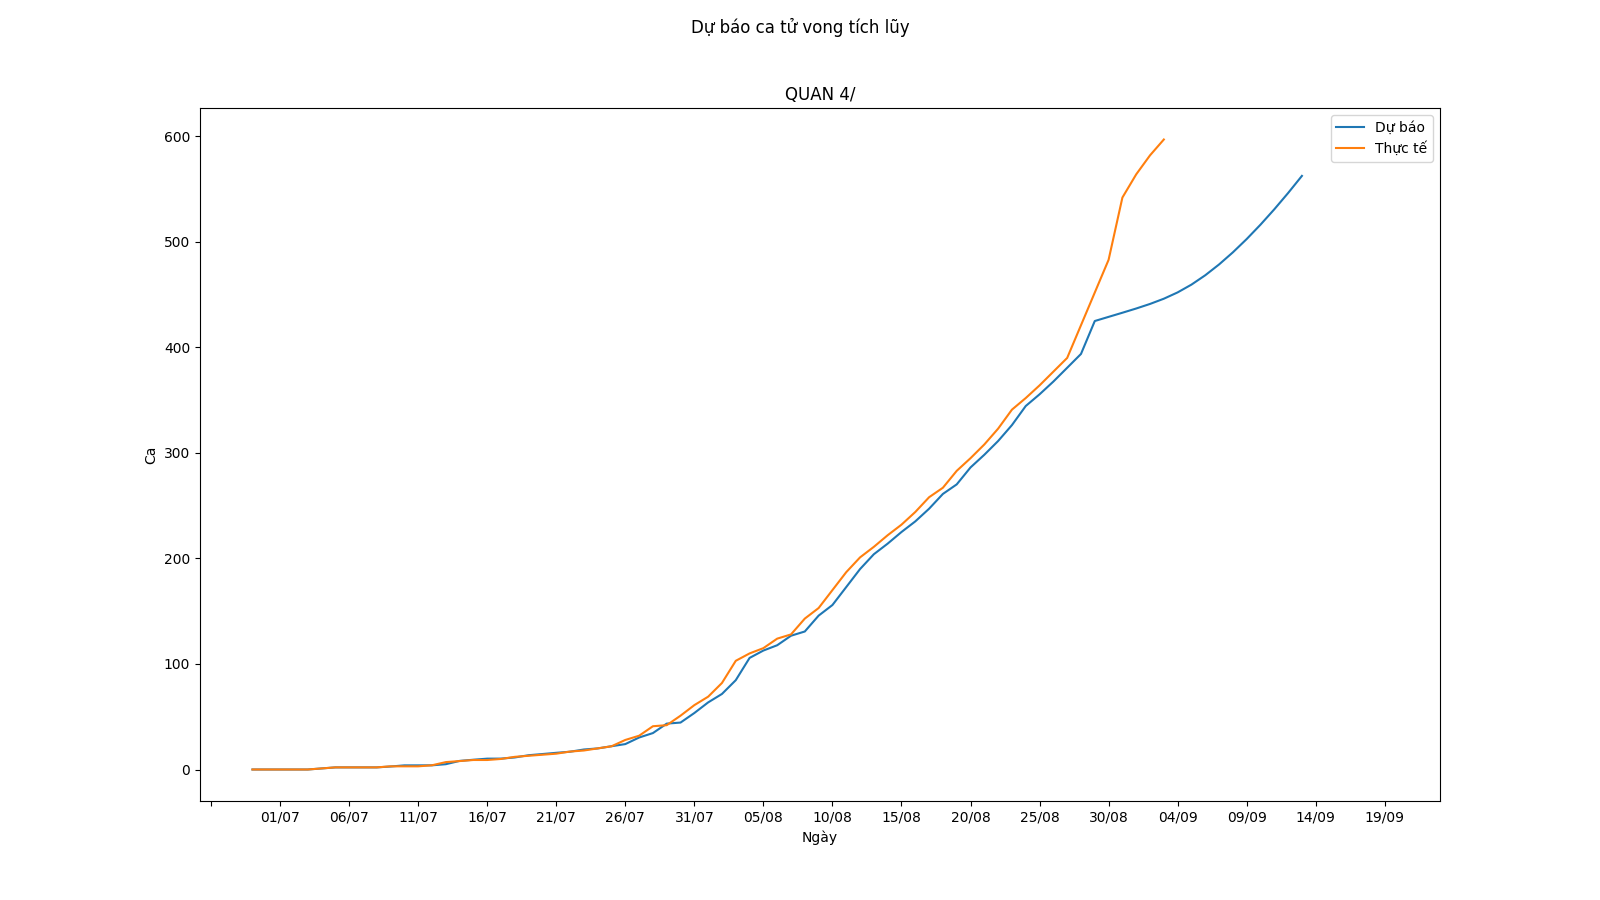 Dự báo ca tử vong tích lũy
QUAN 4/
Dự báo
Thực tế
600
500
400
300
200
100
0
Ca
01/07 06/07 11/07 16/07 21/07 26/07 31/07 05/08 10/08 15/08 20/08 25/08 30/08 04/09 09/09 14/09 19/09
Ngày